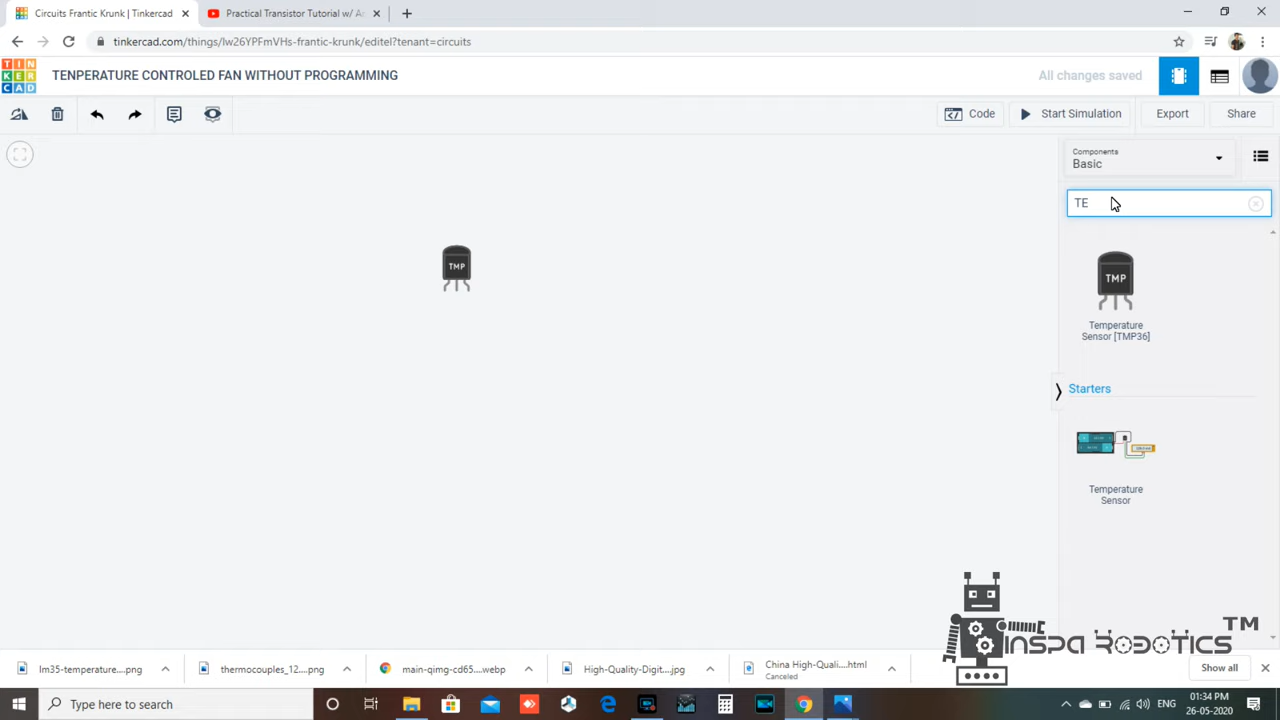 Circuits Frantic Krunk | Tinkercad
Practical Transistor Tutorial w/ Ac
tinkercad.com/things/lw26YPFmVHs-frantic-krunk/editel?tenant=circuits
TIN
KER
CAD
TENPERATURE CONTROLED FAN WITHOUT PROGRAMMING
All changes saved
Code
Start Simulation
Export
Share
Components
Basic
TE
TMP
TMP
Temperature
Sensor [TMP36]
Starters
Temperature
Sensor
INSPA ROBOTICS TM
lm35-temperature....png
thermocuples_12....png
main-qimg-cd65....webp
High-Quality-Digit....jpg
China High-Quali....html
Canceled
Show all
Type here to search
ENG
01:34 PM
26-05-2020